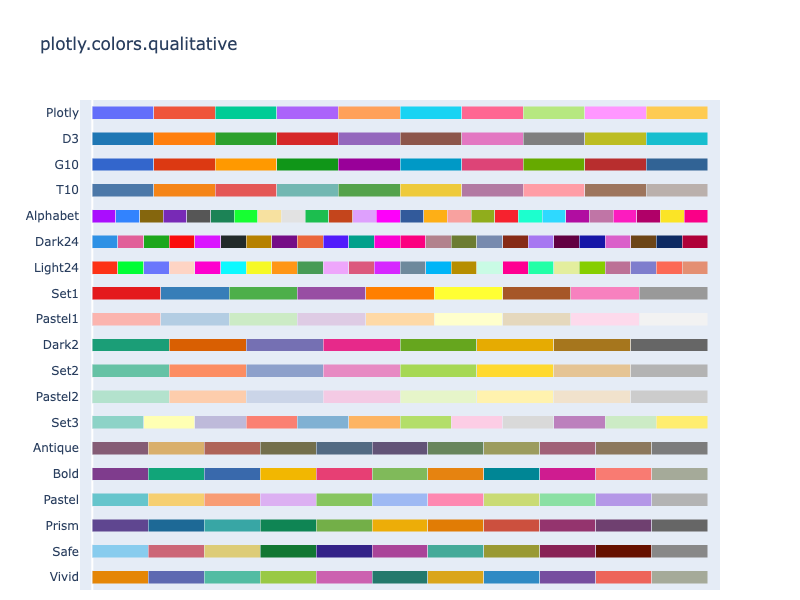 plotly.colors.qualitative
Plotly
D3
G10
T10
Alphabet
Dark24
Light24
Set1
Pastel1
Dark2
Set2
Pastel2
Set3
Antique
Bold
Pastel
Prism
Safe
Vivid